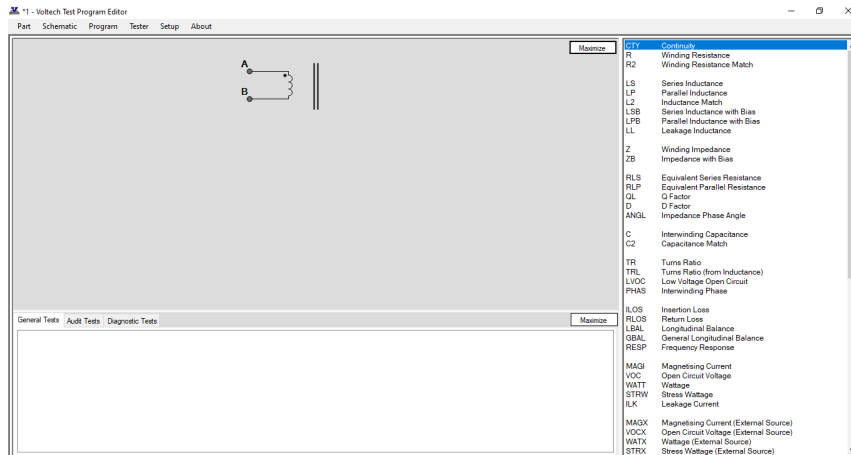 *1 - Voltech Test Program Editor
Part Schematic Program Tester Setup About
Maximize
A
B
General Tests Audit Tests Diagnostic Tests
Maximize
CTY Continuity
R Winding Resistance
R2 Winding Resistance Match
LS Series Inductance
LP Parallel Inductance
L2 Inductance Match
LSB Series Inductance with Bias
LPB Parallel Inductance with Bias
LL Leakage Inductance
Z Winding Impedance
ZB Impedance with Bias
RLS Equivalent Series Resistance
RLP Equivalent Parallel Resistance
QL Q Factor
D D Factor
ANGL Impedance Phase Angle
C Interwinding Capacitance
C2 Capacitance Match
TR Turns Ratio
TRL Turns Ratio (from Inductance)
LVOC Low Voltage Open Circuit
PHAS Interwinding Phase
ILOS Insertion Loss
RLOS Return Loss
LBAL Longitudinal Balance
GBAL General Longitudinal Balance
RESP Frequency Response
MAGI Magnetising Current
VOC Open Circuit Voltage
WATT Wattage
STRW Stress Wattage
ILK Leakage Current
MAGX Magnetising Current (External Source)
VOCX Open Circuit Voltage (External Source)
WATX Wattage (External Source)
STRX Stress Wattage (External Source)